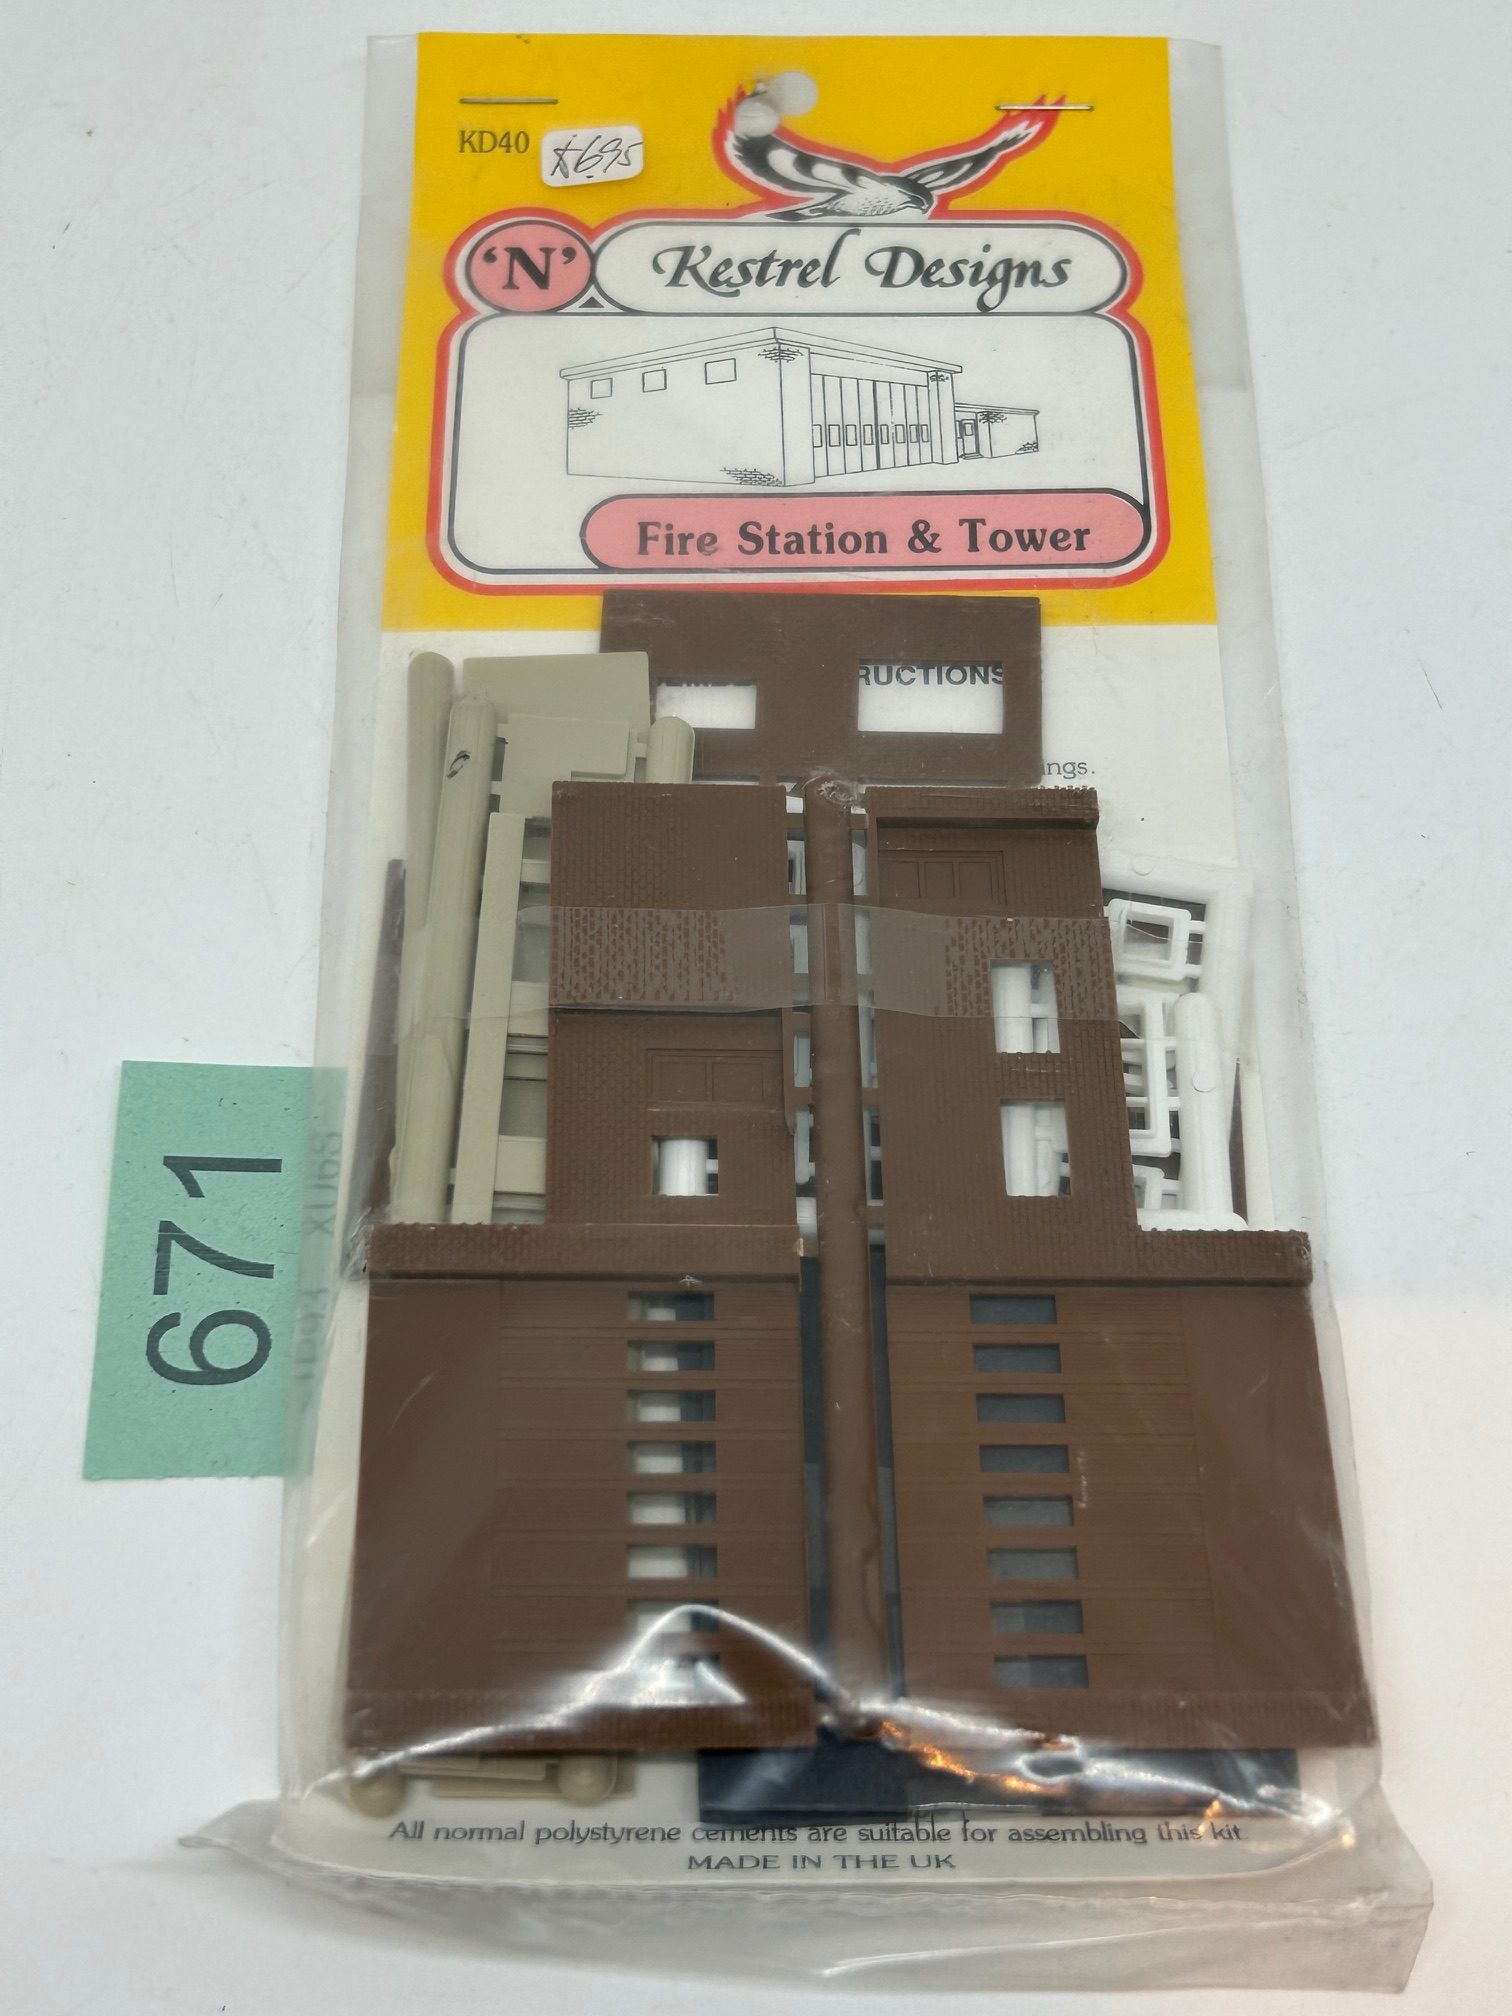 KD40
£6.95
‘N’
Kestrel Designs
Fire Station & Tower
RUCTIONS
ings.
671
All normal polystyrene cements are suitable for assembling this kit.
MADE IN THE UK